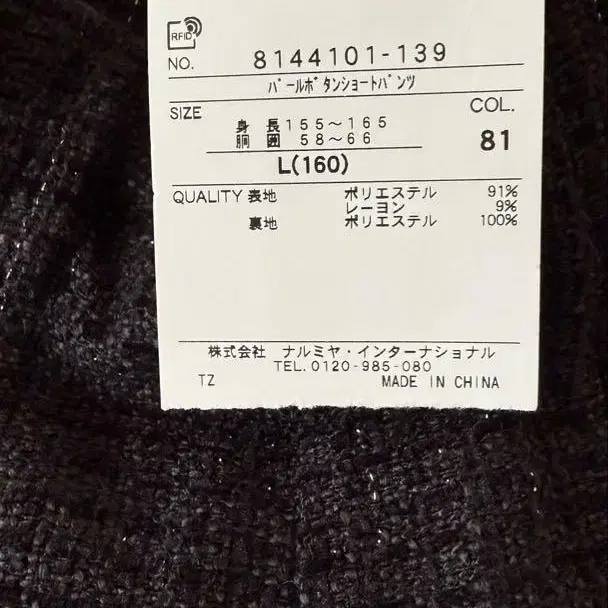 RFID
NO. 8144101-139
ﾊﾟｰﾙﾎﾞﾀﾝｼｮｰﾄﾊﾟﾝﾂ
SIZE COL.
身長 155～165
胴囲 58～66 81
L(160)
QUALITY 表地 ポリエステル 91%
レーヨン 9%
裏地 ポリエステル 100%
株式会社 ナルミヤ・インターナショナル
TEL.0120-985-080
TZ MADE IN CHINA